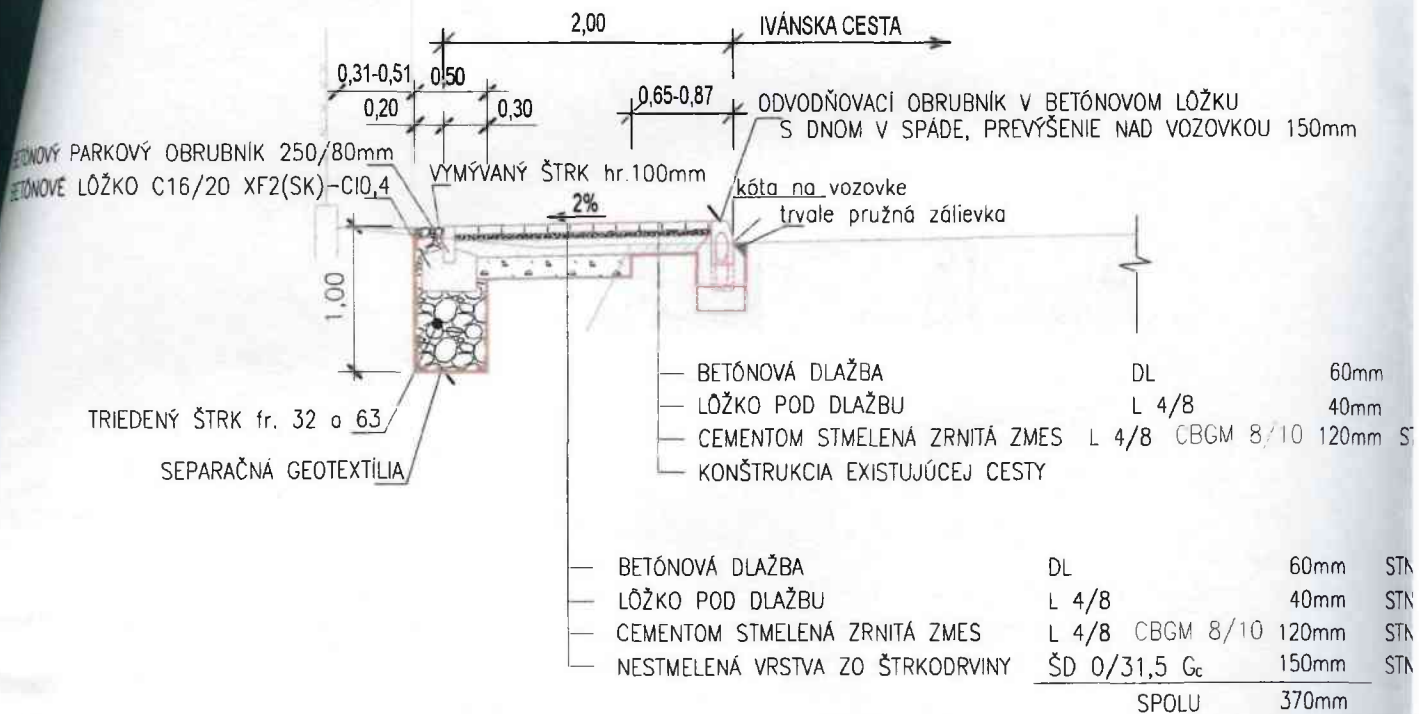 2,00 IVÁNSKA CESTA
0,31-0,51 0,50
0,20 0,30 0,65-0,87
ODVODŇOVACÍ OBRUBNÍK V BETÓNOVOM LÔŽKU
S DNOM V SPÁDE, PREVÝŠENIE NAD VOZOVKOU 150mm
PARKOVÝ OBRUBNÍK 250/80mm
LÔŽKO C16/20 XF2(SK)-Cl0,4
VYMÝVANÝ ŠTRK hr.100mm
kóta na vozovke
trvale pružná zálievka
2%
1,00
TRIEDENÝ ŠTRK fr. 32 a 63
SEPARAČNÁ GEOTEXTÍLIA
BETÓNOVÁ DLAŽBA DL 60mm
LÔŽKO POD DLAŽBU L 4/8 40mm
CEMENTOM STMELENÁ ZRNITÁ ZMES L 4/8 CBGM 8/10 120mm
KONŠTRUKCIA EXISTUJÚCEJ CESTY
BETÓNOVÁ DLAŽBA DL 60mm STN
LÔŽKO POD DLAŽBU L 4/8 40mm STN
CEMENTOM STMELENÁ ZRNITÁ ZMES L 4/8 CBGM 8/10 120mm STN
NESTMELENÁ VRSTVA ZO ŠTRKODRVINY ŠD 0/31,5 Gc 150mm STN
SPOLU 370mm